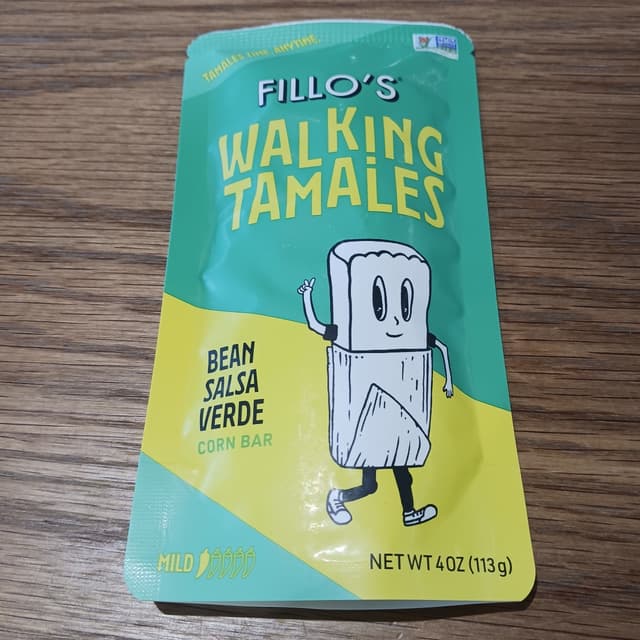 TAMALES TIME, ANYTIME.
FILLO'S
WALKING
TAMALES
BEAN
SALSA
VERDE
CORN BAR
MILD
NET WT 4 OZ (113 g)